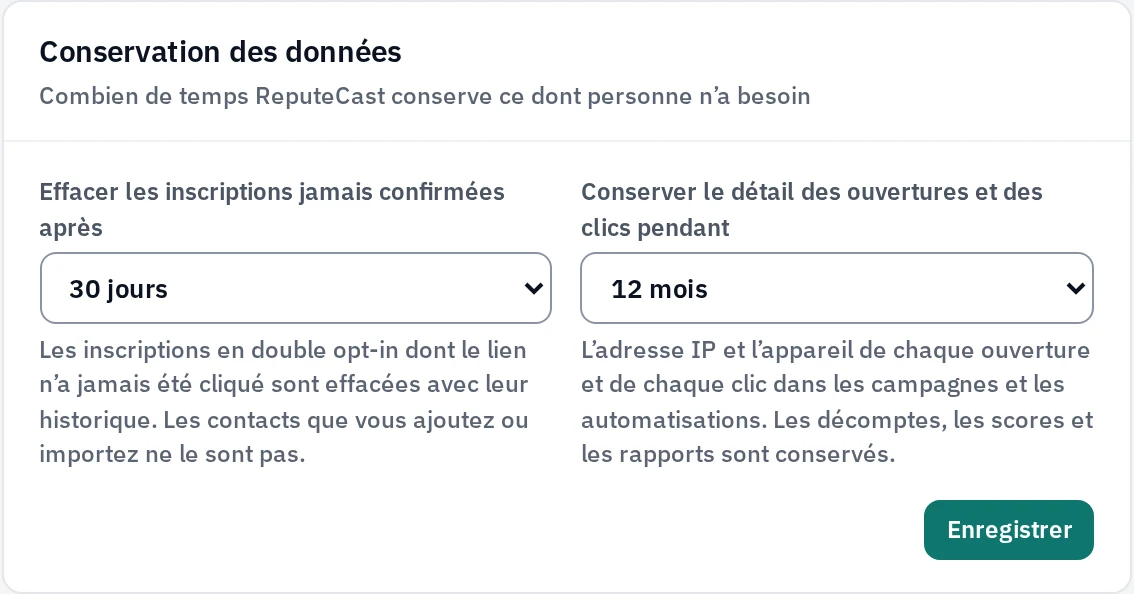 Conservation des données
Combien de temps ReputeCast conserve ce dont personne n’a besoin
Effacer les inscriptions jamais confirmées
après
30 jours
Les inscriptions en double opt-in dont le lien
n’a jamais été cliqué sont effacées avec leur
historique. Les contacts que vous ajoutez ou
importez ne le sont pas.
Conserver le détail des ouvertures et des
clics pendant
12 mois
L’adresse IP et l’appareil de chaque ouverture
et de chaque clic dans les campagnes et les
automatisations. Les décomptes, les scores et
les rapports sont conservés.
Enregistrer